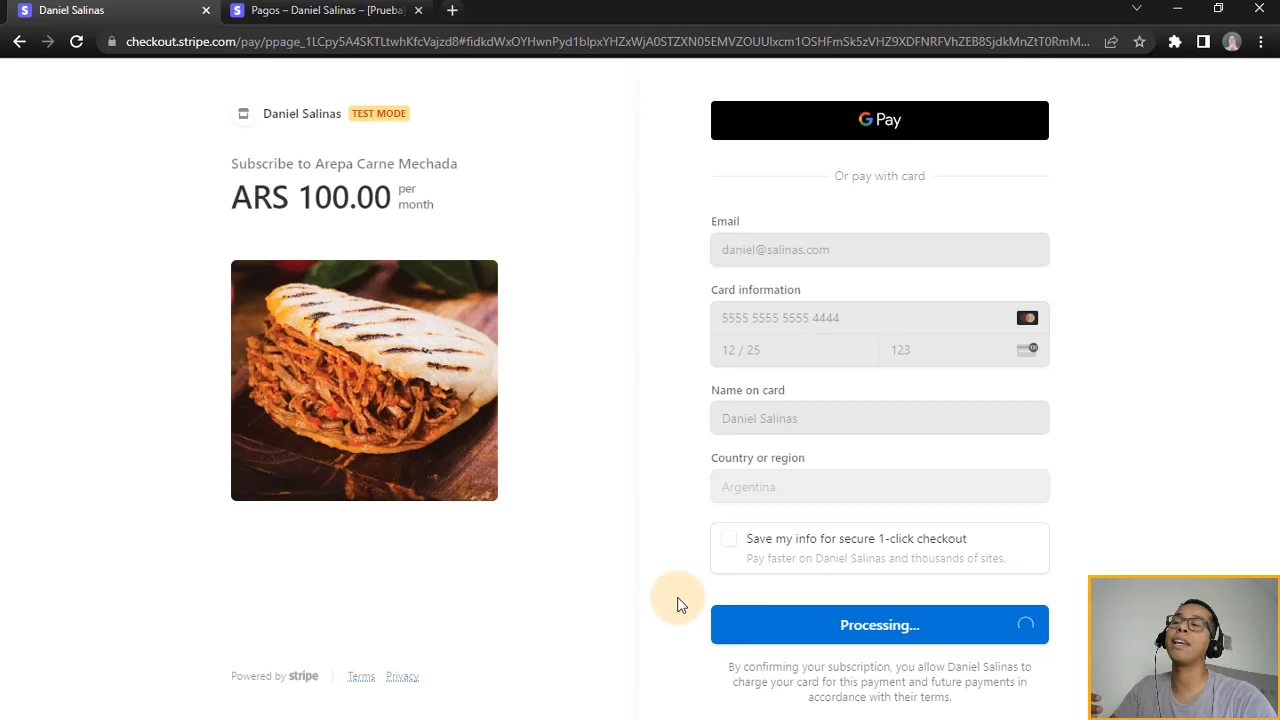 Daniel Salinas
Pagos – Daniel Salinas – [Prueba
checkout.stripe.com/pay/ppage_1LCpy5A4SKTLtwhKfcVajzd8#fidkdWxOYHwnPyd1blpxYHZxWjA0STZXN05EMVZOUUlxcm1OSHFmSk5zVHZ9XDFNRFVhZEB8SjdkMnZtT0RmM...
Daniel Salinas TEST MODE
Subscribe to Arepa Carne Mechada
ARS 100.00 per month
G Pay
Or pay with card
Email
daniel@salinas.com
Card information
5555 5555 5555 4444
12 / 25 123
Name on card
Daniel Salinas
Country or region
Argentina
Save my info for secure 1-click checkout
Pay faster on Daniel Salinas and thousands of sites.
Processing...
By confirming your subscription, you allow Daniel Salinas to
charge your card for this payment and future payments in
accordance with their terms.
Powered by stripe Terms Privacy